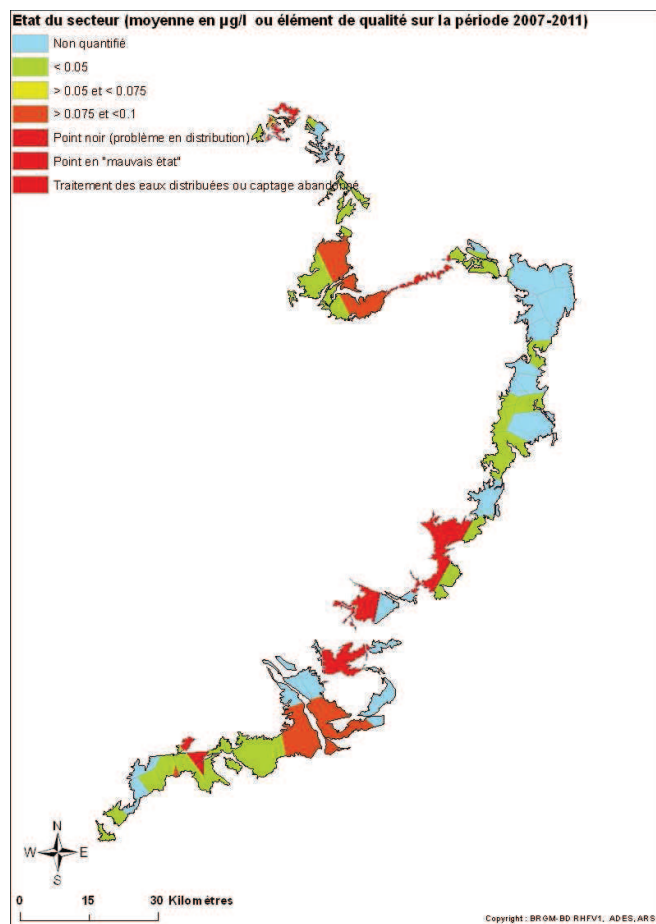 Etat du secteur (moyenne en µg/l ou élément de qualité sur la période 2007-2011)
Non quantifié
< 0.05
> 0.05 et < 0.075
> 0.075 et <0.1
Point noir (problème en distribution)
Point en "mauvais état"
Traitement des eaux distribuées ou captage abandonné
N
W E
S
0 15 30 Kilomètres
Copyright : BRGM-BD RHFV1, ADES, ARS